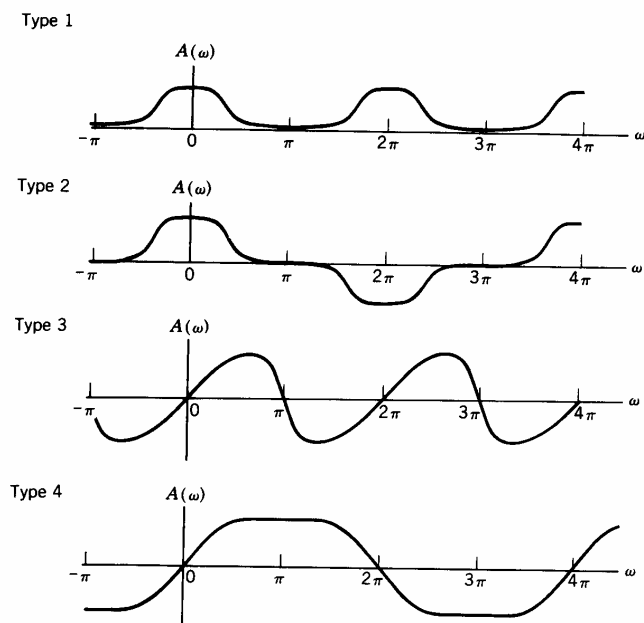 Type 1
A(ω)
-π 0 π 2π 3π 4π ω
Type 2
A(ω)
-π 0 π 2π 3π 4π ω
Type 3
A(ω)
-π 0 π 2π 3π 4π ω
Type 4
A(ω)
-π 0 π 2π 3π 4π ω